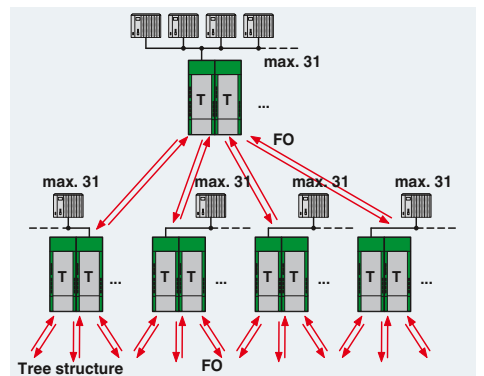 max. 31
T T ...
FO
max. 31 max. 31 max. 31 max. 31
T T ... T T ... T T ... T T ...
Tree structure FO